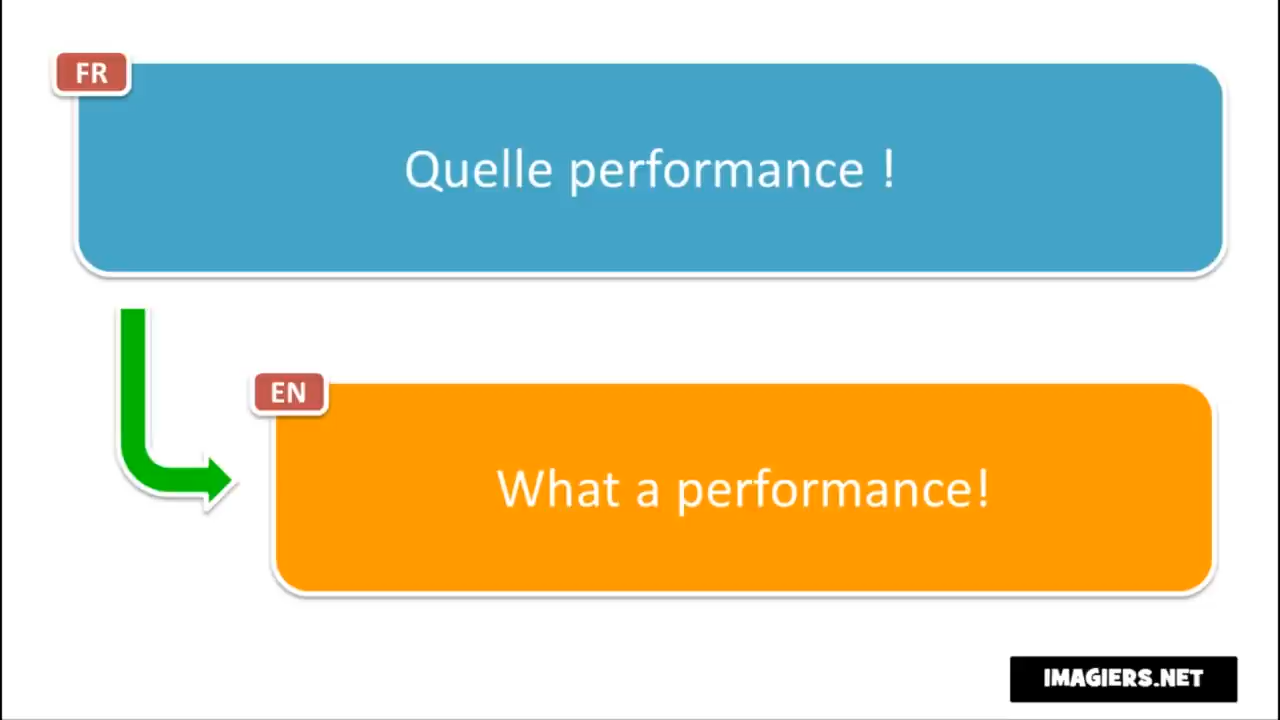 FR
Quelle performance !
EN
What a performance!
IMAGIERS.NET